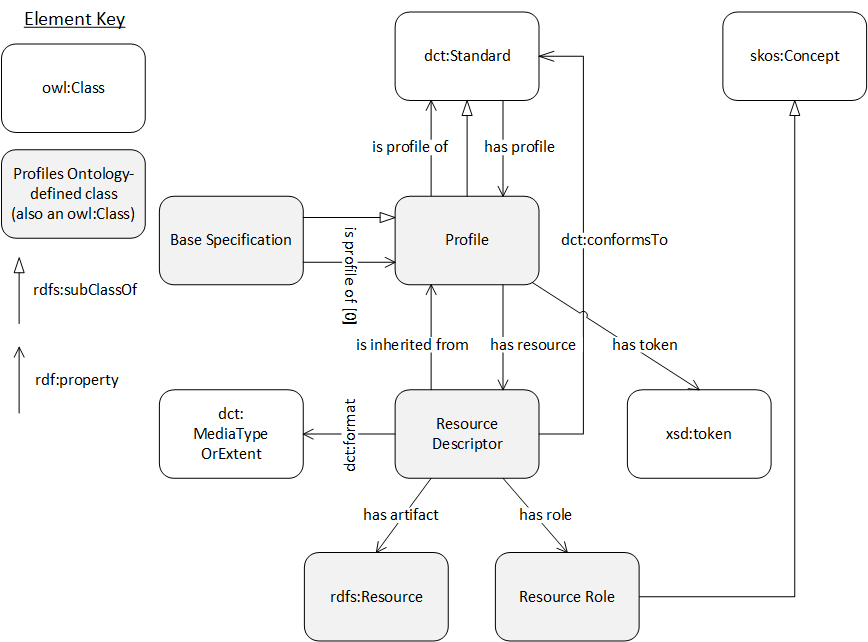 Element Key
owl:Class
Profiles Ontology-
defined class
(also an owl:Class)
rdfs:subClassOf
rdf:property
dct:Standard
skos:Concept
is profile of
has profile
Base Specification
Profile
dct:conformsTo
is profile of [0]
is inherited from
has resource
has token
dct:
MediaType
OrExtent
dct:format
Resource
Descriptor
xsd:token
has artifact
has role
rdfs:Resource
Resource Role